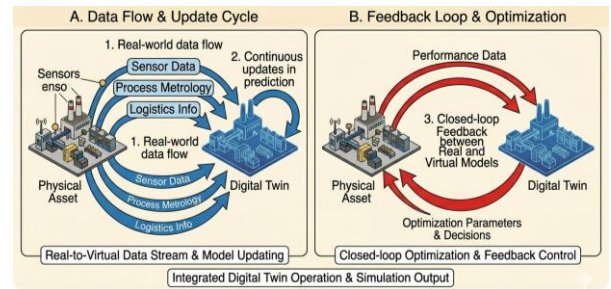 A. Data Flow & Update Cycle
1. Real-world data flow
Sensors
enso
Sensor Data
Process Metrology
Logistics Info
2. Continuous
updates in
prediction
1. Real-world
data flow
Sensor Data
Process Metrology
Logistics Info
Physical
Asset
Digital Twin
Real-to-Virtual Data Stream & Model Updating
B. Feedback Loop & Optimization
Performance Data
3. Closed-loop
Feedback
between
Real and
Virtual Models
Physical
Asset
Digital Twin
Optimization Parameters
& Decisions
Closed-loop Optimization & Feedback Control
Integrated Digital Twin Operation & Simulation Output